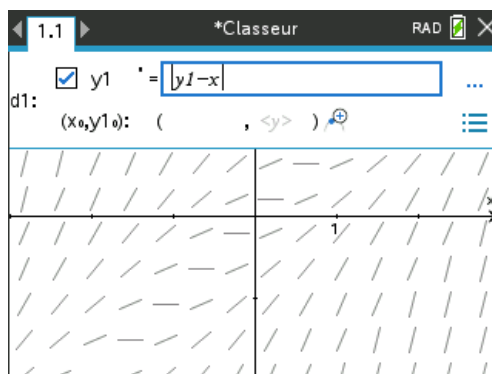 1.1 *Classeur RAD
y1 '= |y1-x|
d1:
(x₀,y1₀): ( , <y> )
...
x
1